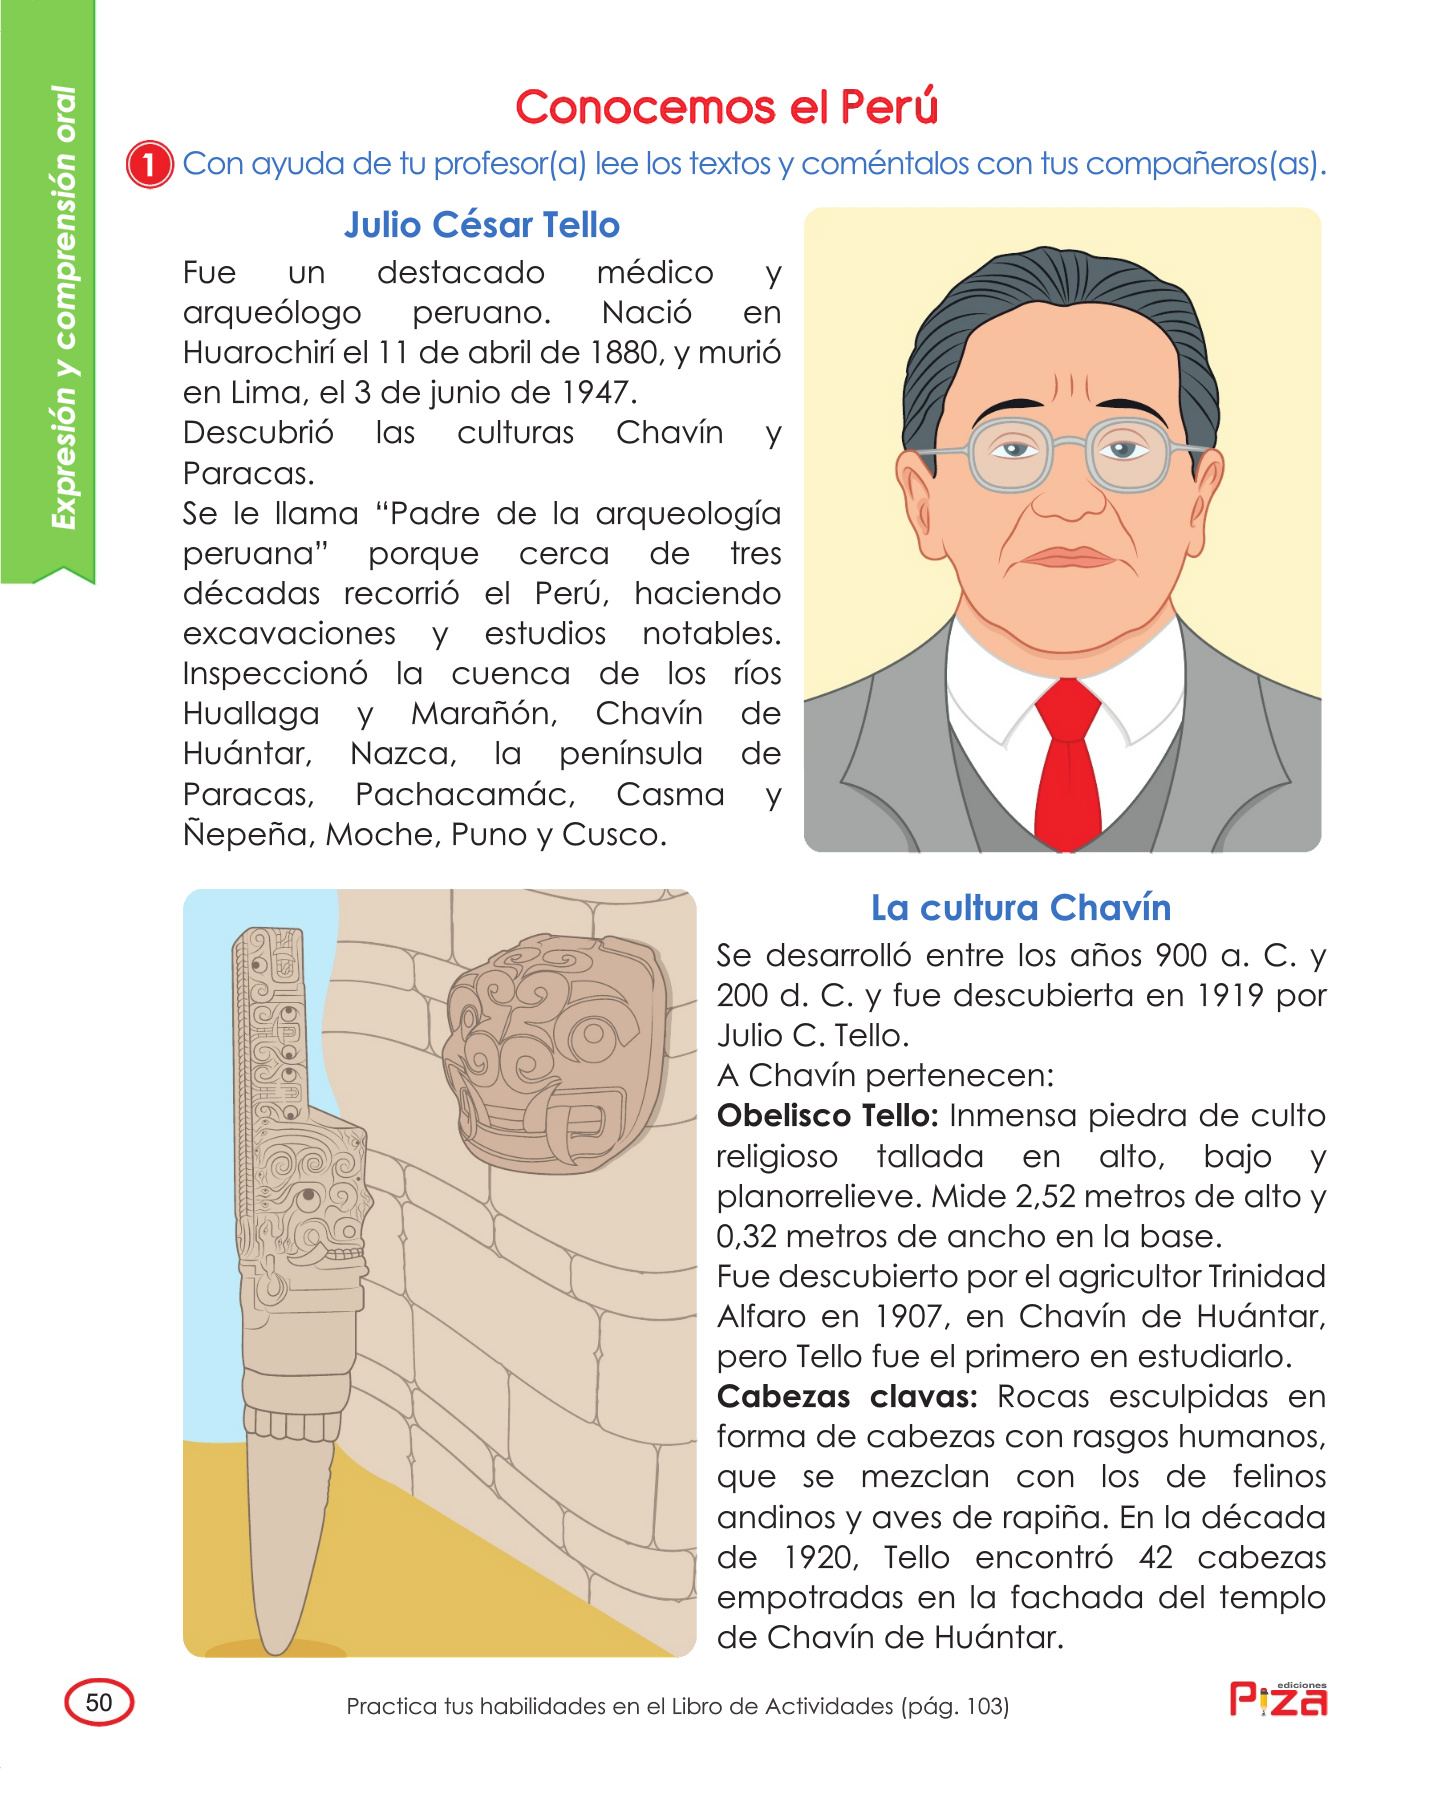 Expresión y comprensión oral
Conocemos el Perú
1 Con ayuda de tu profesor(a) lee los textos y coméntalos con tus compañeros(as).
Julio César Tello
Fue un destacado médico y
arqueólogo peruano. Nació en
Huarochirí el 11 de abril de 1880, y murió
en Lima, el 3 de junio de 1947.
Descubrió las culturas Chavín y
Paracas.
Se le llama “Padre de la arqueología
peruana” porque cerca de tres
décadas recorrió el Perú, haciendo
excavaciones y estudios notables.
Inspeccionó la cuenca de los ríos
Huallaga y Marañón, Chavín de
Huántar, Nazca, la península de
Paracas, Pachacamác, Casma y
Ñepeña, Moche, Puno y Cusco.
La cultura Chavín
Se desarrolló entre los años 900 a. C. y
200 d. C. y fue descubierta en 1919 por
Julio C. Tello.
A Chavín pertenecen:
Obelisco Tello: Inmensa piedra de culto
religioso tallada en alto, bajo y
planorrelieve. Mide 2,52 metros de alto y
0,32 metros de ancho en la base.
Fue descubierto por el agricultor Trinidad
Alfaro en 1907, en Chavín de Huántar,
pero Tello fue el primero en estudiarlo.
Cabezas clavas: Rocas esculpidas en
forma de cabezas con rasgos humanos,
que se mezclan con los de felinos
andinos y aves de rapiña. En la década
de 1920, Tello encontró 42 cabezas
empotradas en la fachada del templo
de Chavín de Huántar.
50
Practica tus habilidades en el Libro de Actividades (pág. 103)
ediciones
Piza